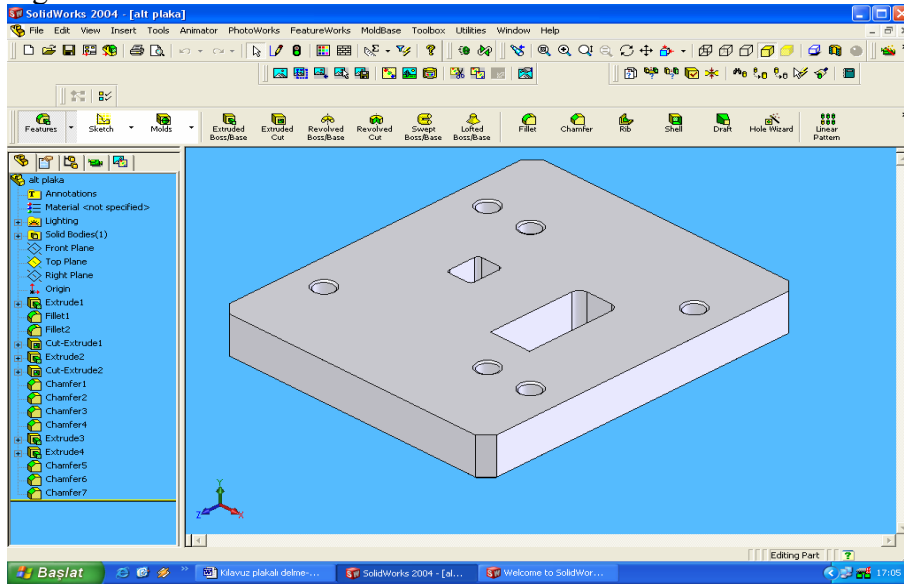 SolidWorks 2004 - [alt plaka]
File Edit View Insert Tools Animator PhotoWorks FeatureWorks MoldBase Toolbox Utilities Window Help
Features Sketch Molds Extruded Boss/Base Extruded Cut Revolved Boss/Base Revolved Cut Swept Boss/Base Lofted Boss/Base Fillet Chamfer Rib Shell Draft Hole Wizard Linear Pattern
alt plaka
Annotations
Material <not specified>
Lighting
Solid Bodies(1)
Front Plane
Top Plane
Right Plane
Origin
Extrude1
Fillet1
Fillet2
Cut-Extrude1
Extrude2
Cut-Extrude2
Chamfer1
Chamfer2
Chamfer3
Chamfer4
Extrude3
Extrude4
Chamfer5
Chamfer6
Chamfer7
Y
Z X
Editing Part
Başlat Kılavuz plakalı delme-... SolidWorks 2004 - [al... Welcome to SolidWor... 17:05